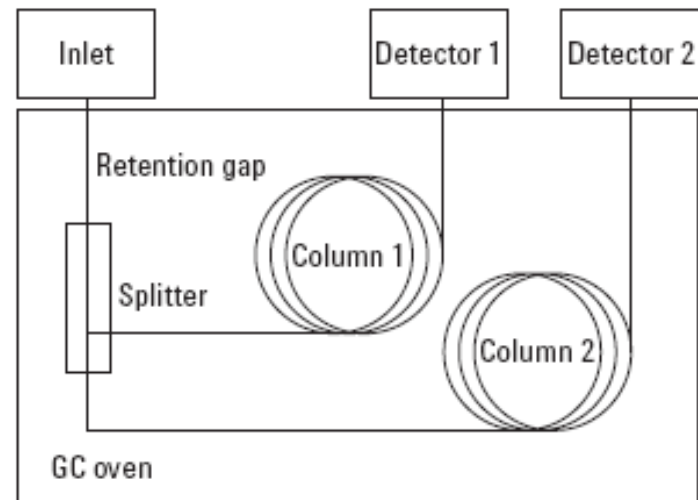 Inlet
Detector 1
Detector 2
Retention gap
Column 1
Splitter
Column 2
GC oven